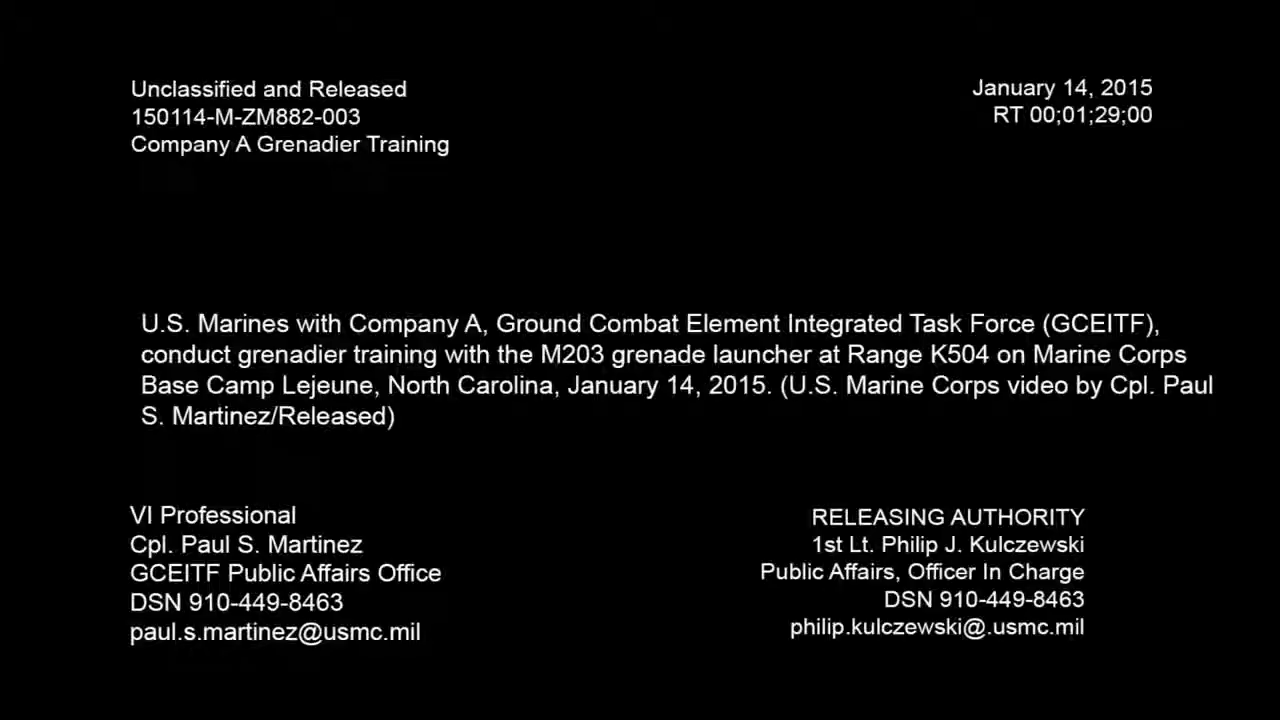 Unclassified and Released
150114-M-ZM882-003
Company A Grenadier Training
January 14, 2015
RT 00;01;29;00
U.S. Marines with Company A, Ground Combat Element Integrated Task Force (GCEITF),
conduct grenadier training with the M203 grenade launcher at Range K504 on Marine Corps
Base Camp Lejeune, North Carolina, January 14, 2015. (U.S. Marine Corps video by Cpl. Paul
S. Martinez/Released)
VI Professional
Cpl. Paul S. Martinez
GCEITF Public Affairs Office
DSN 910-449-8463
paul.s.martinez@usmc.mil
RELEASING AUTHORITY
1st Lt. Philip J. Kulczewski
Public Affairs, Officer In Charge
DSN 910-449-8463
philip.kulczewski@.usmc.mil